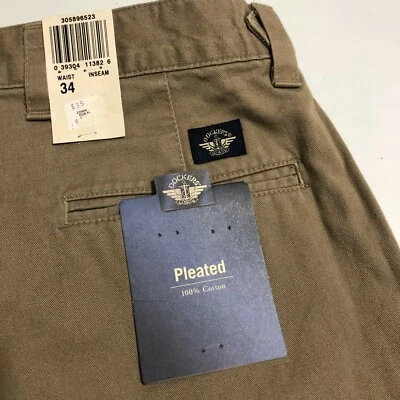 305896523
0 39304 11382 6
WAIST INSEAM
34
$35
DOCKERS
DOCKERS
Pleated
100% Cotton